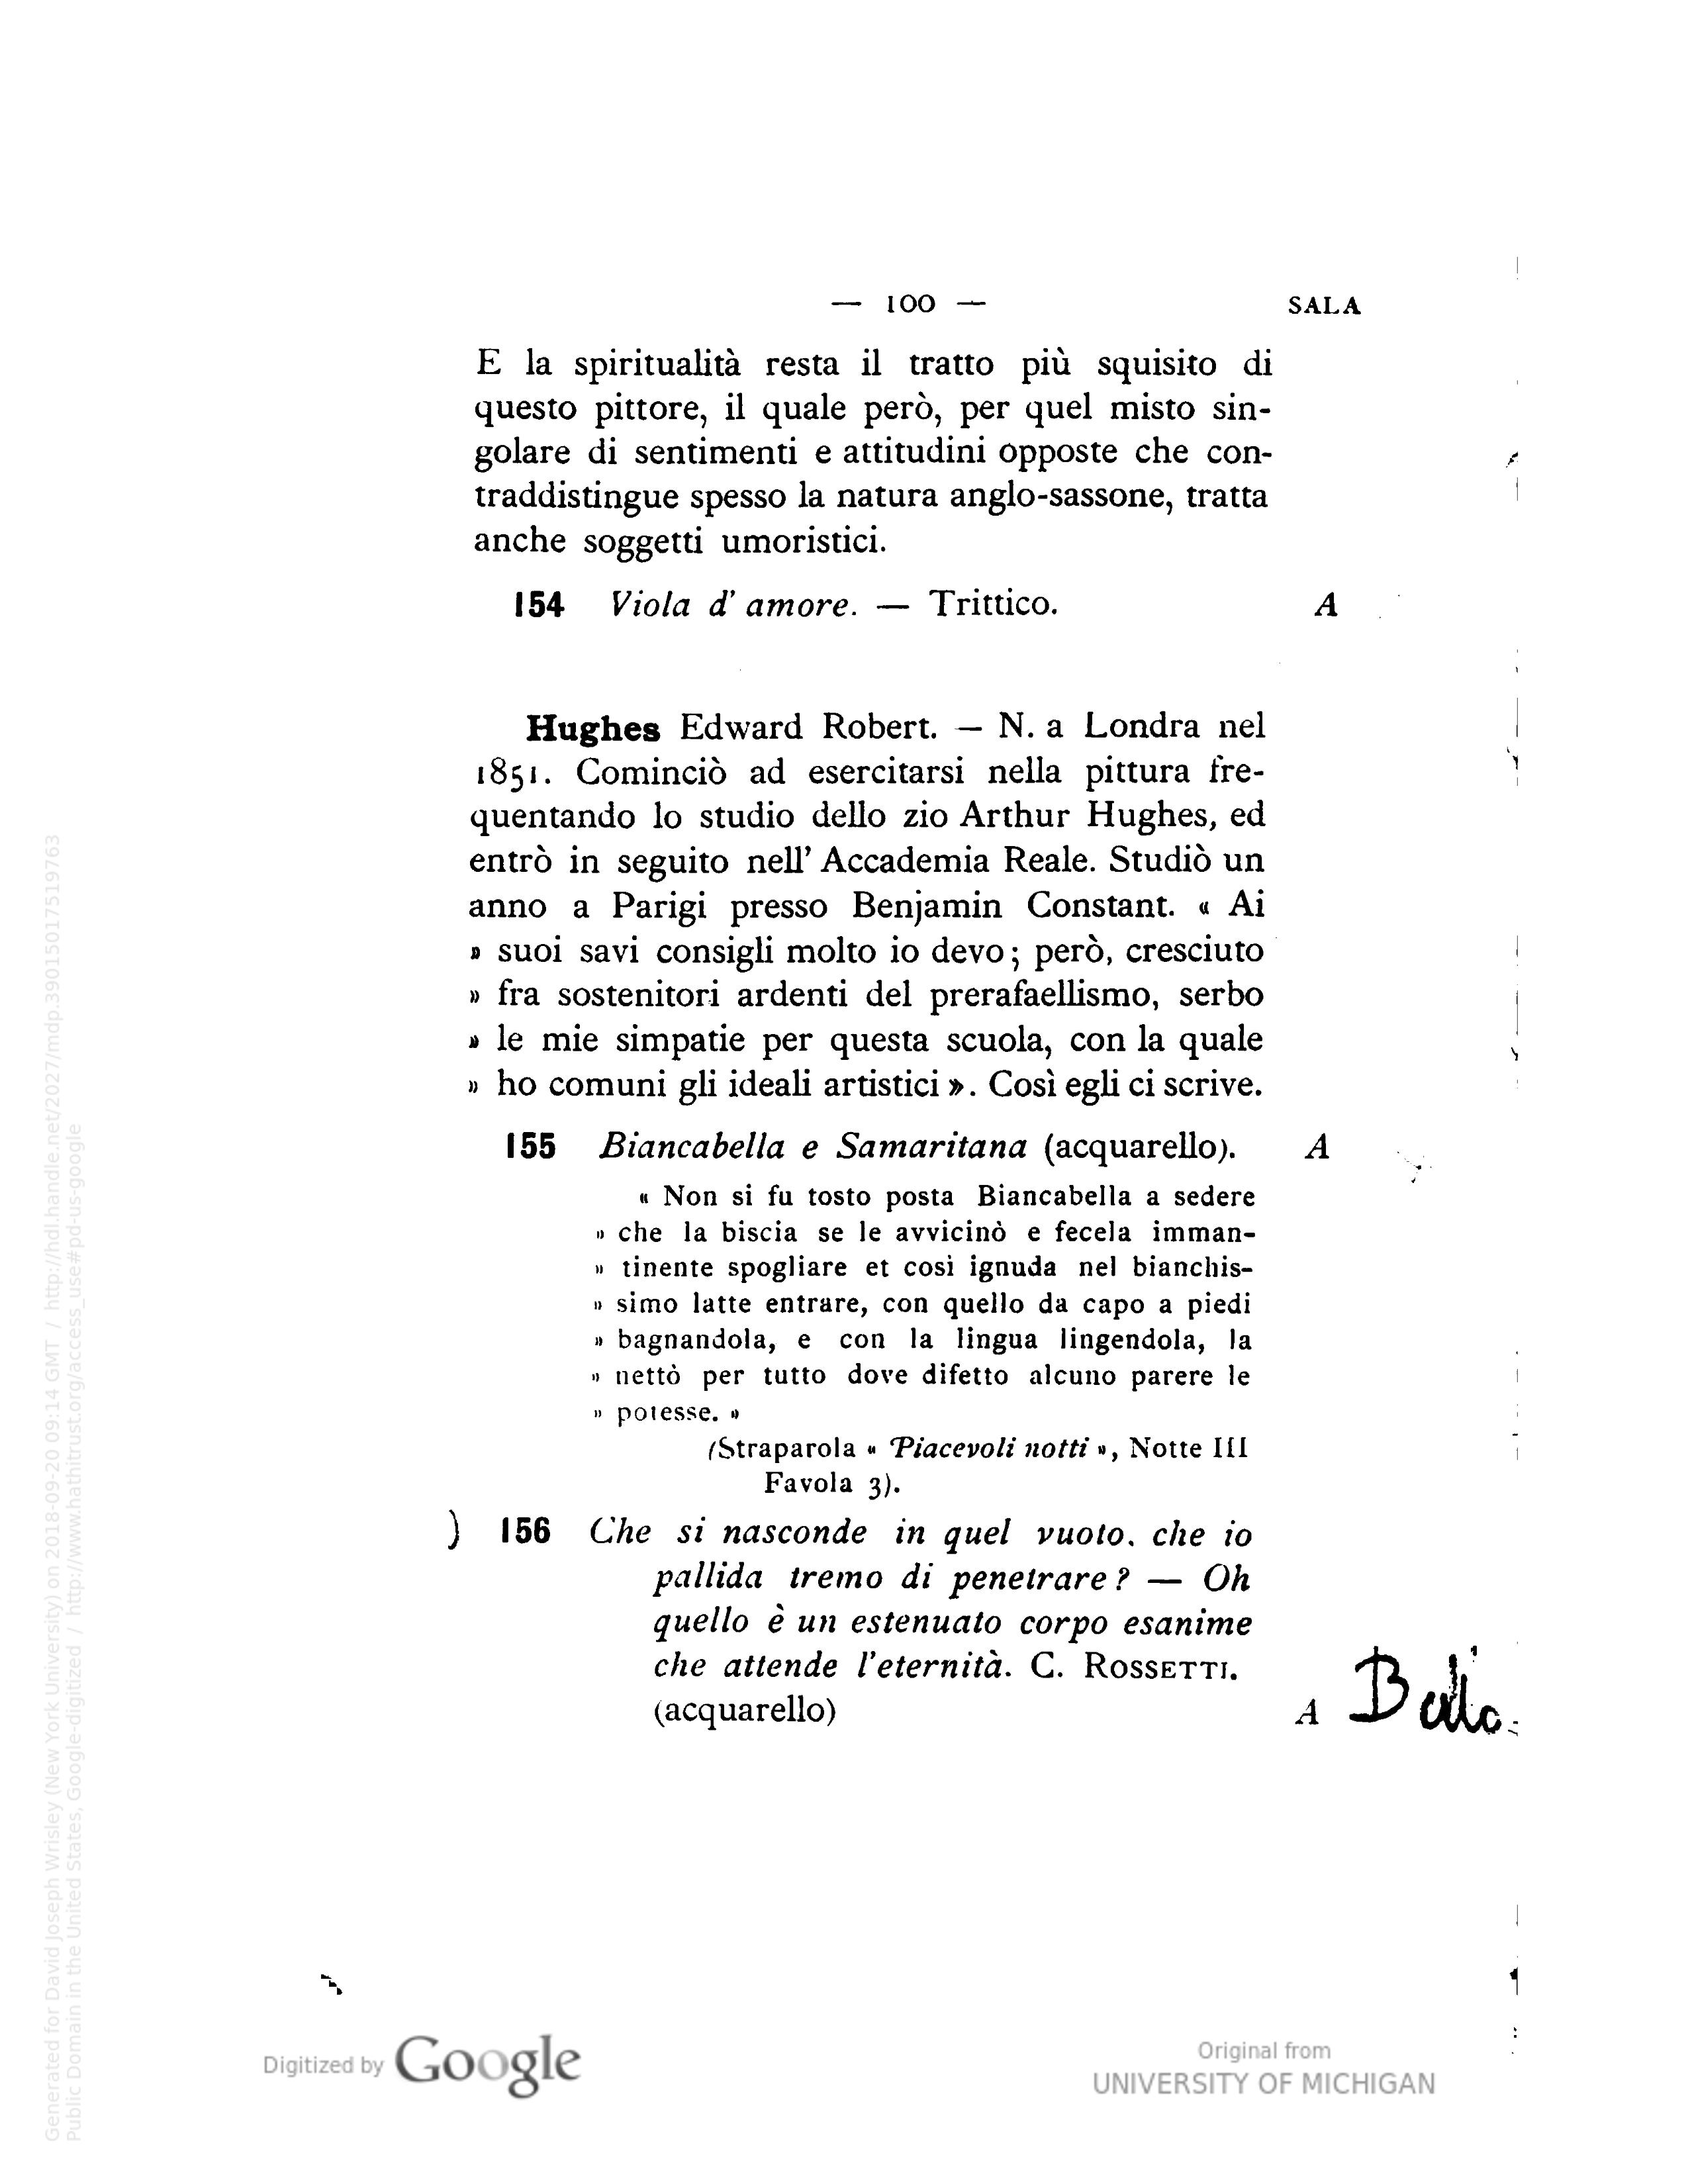 — 100 — SALA
E la spiritualità resta il tratto più squisito di
questo pittore, il quale però, per quel misto sin-
golare di sentimenti e attitudini opposte che con-
traddistingue spesso la natura anglo-sassone, tratta
anche soggetti umoristici.
154 Viola d' amore. — Trittico. A
Hughes Edward Robert. — N. a Londra nel
1851. Cominciò ad esercitarsi nella pittura fre-
quentando lo studio dello zio Arthur Hughes, ed
entrò in seguito nell' Accademia Reale. Studiò un
anno a Parigi presso Benjamin Constant. « Ai
» suoi savi consigli molto io devo; però, cresciuto
» fra sostenitori ardenti del prerafaellismo, serbo
» le mie simpatie per questa scuola, con la quale
» ho comuni gli ideali artistici ». Così egli ci scrive.
155 Biancabella e Samaritana (acquarello). A
« Non si fu tosto posta Biancabella a sedere
» che la biscia se le avvicinò e fecela imman-
» tinente spogliare et così ignuda nel bianchis-
» simo latte entrare, con quello da capo a piedi
» bagnandola, e con la lingua lingendola, la
» nettò per tutto dove difetto alcuno parere le
» potesse. »
(Straparola « Piacevoli notti », Notte III
Favola 3).
) 156 Che si nasconde in quel vuoto. che io
pallida tremo di penetrare? — Oh
quello è un estenuato corpo esanime
che attende l'eternità. C. ROSSETTI.
(acquarello) A
Digitized by Google
Original from
UNIVERSITY OF MICHIGAN
Generated for David Joseph Wrisley (New York University) on 2018-09-20 09:14 GMT / http://hdl.handle.net/2027/mdp.39015017519763
Public Domain in the United States, Google-digitized / http://www.hathitrust.org/access_use#pd-us-google